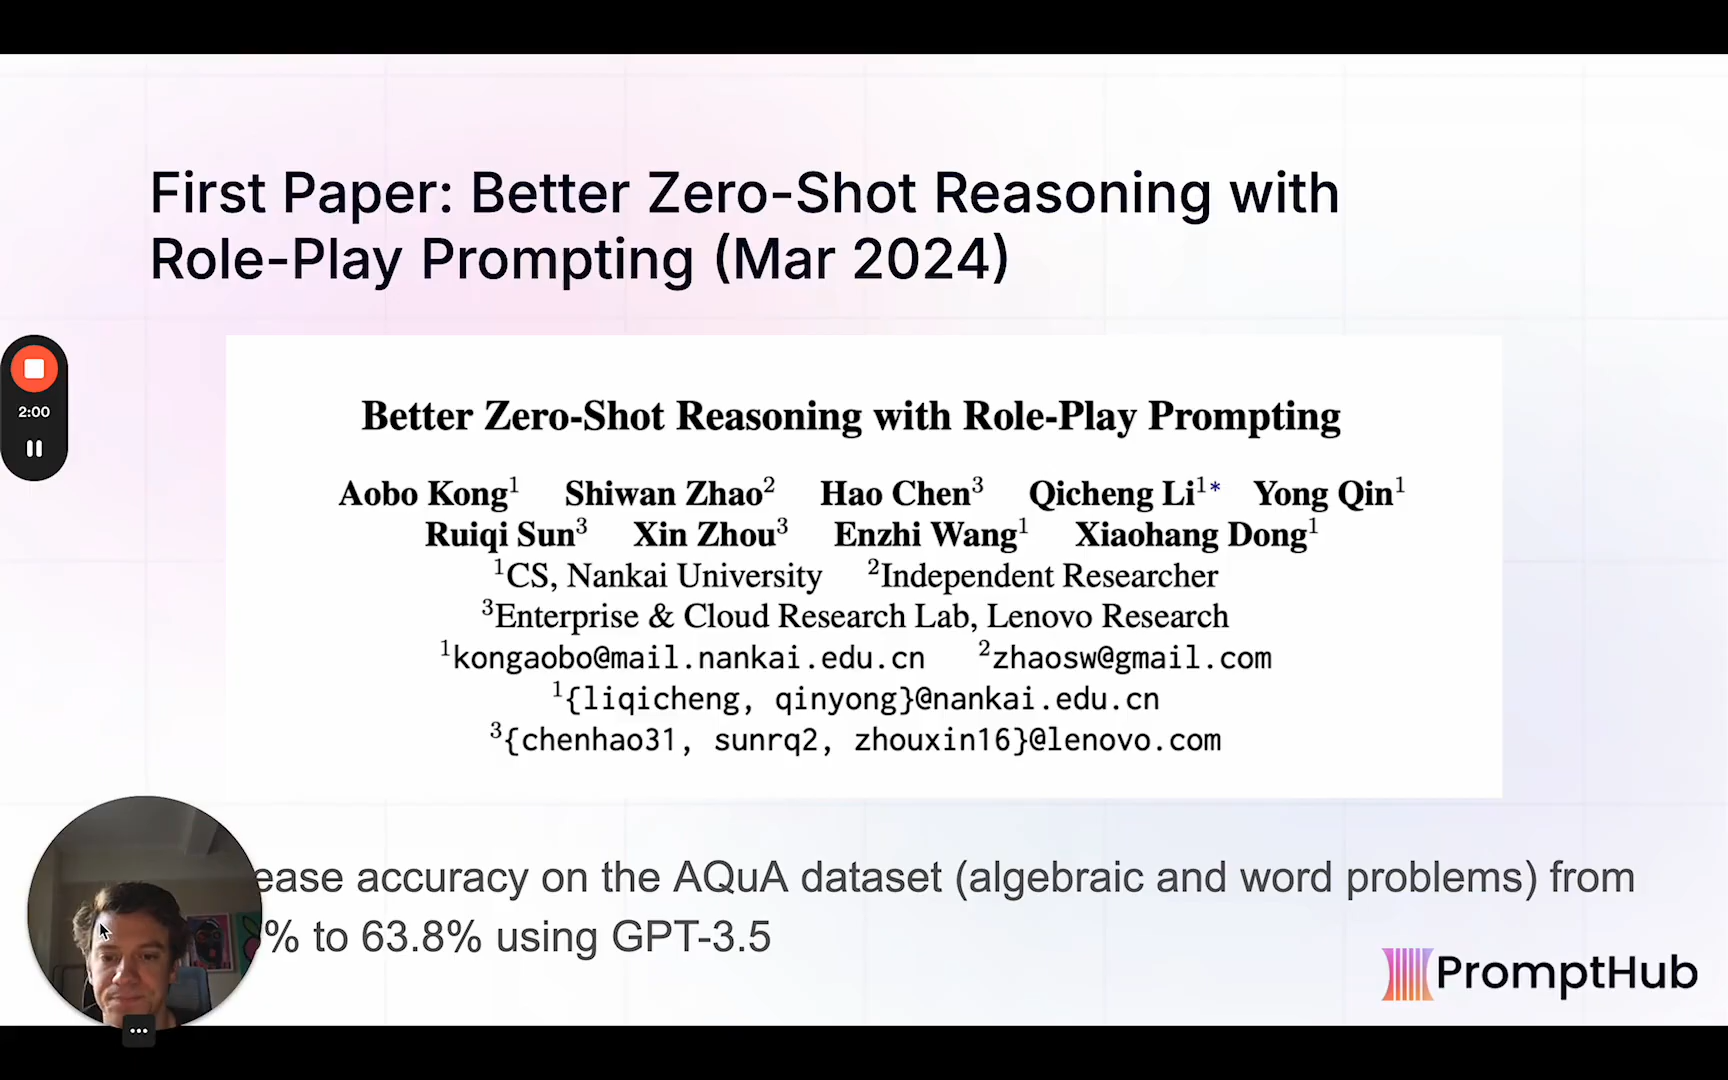 First Paper: Better Zero-Shot Reasoning with
Role-Play Prompting (Mar 2024)
2:00
Better Zero-Shot Reasoning with Role-Play Prompting
Aobo Kong¹ Shiwan Zhao² Hao Chen³ Qicheng Li¹* Yong Qin¹
Ruiqi Sun³ Xin Zhou³ Enzhi Wang¹ Xiaohang Dong¹
¹CS, Nankai University ²Independent Researcher
³Enterprise & Cloud Research Lab, Lenovo Research
¹kongaobo@mail.nankai.edu.cn ²zhaosw@gmail.com
¹{liqicheng, qinyong}@nankai.edu.cn
³{chenhao31, sunrq2, zhouxin16}@lenovo.com
ease accuracy on the AQuA dataset (algebraic and word problems) from
% to 63.8% using GPT-3.5
PromptHub